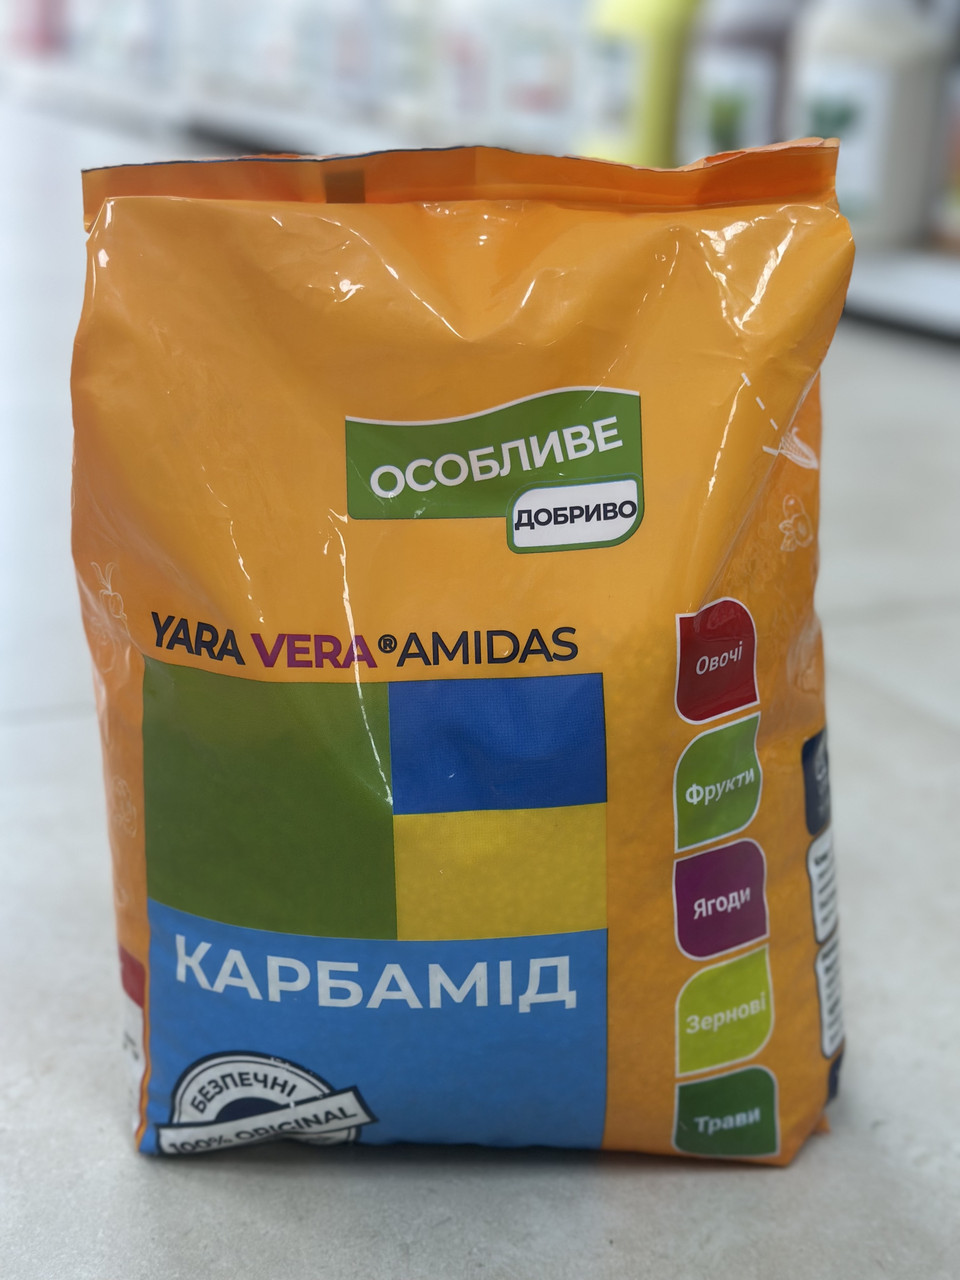 ОСОБЛИВЕ
ДОБРИВО
YARA VERA®AMIDAS
Овочі
Фрукти
Ягоди
Зернові
Трави
КАРБАМІД
БЕЗПЕЧНІ
100% ORIGINAL